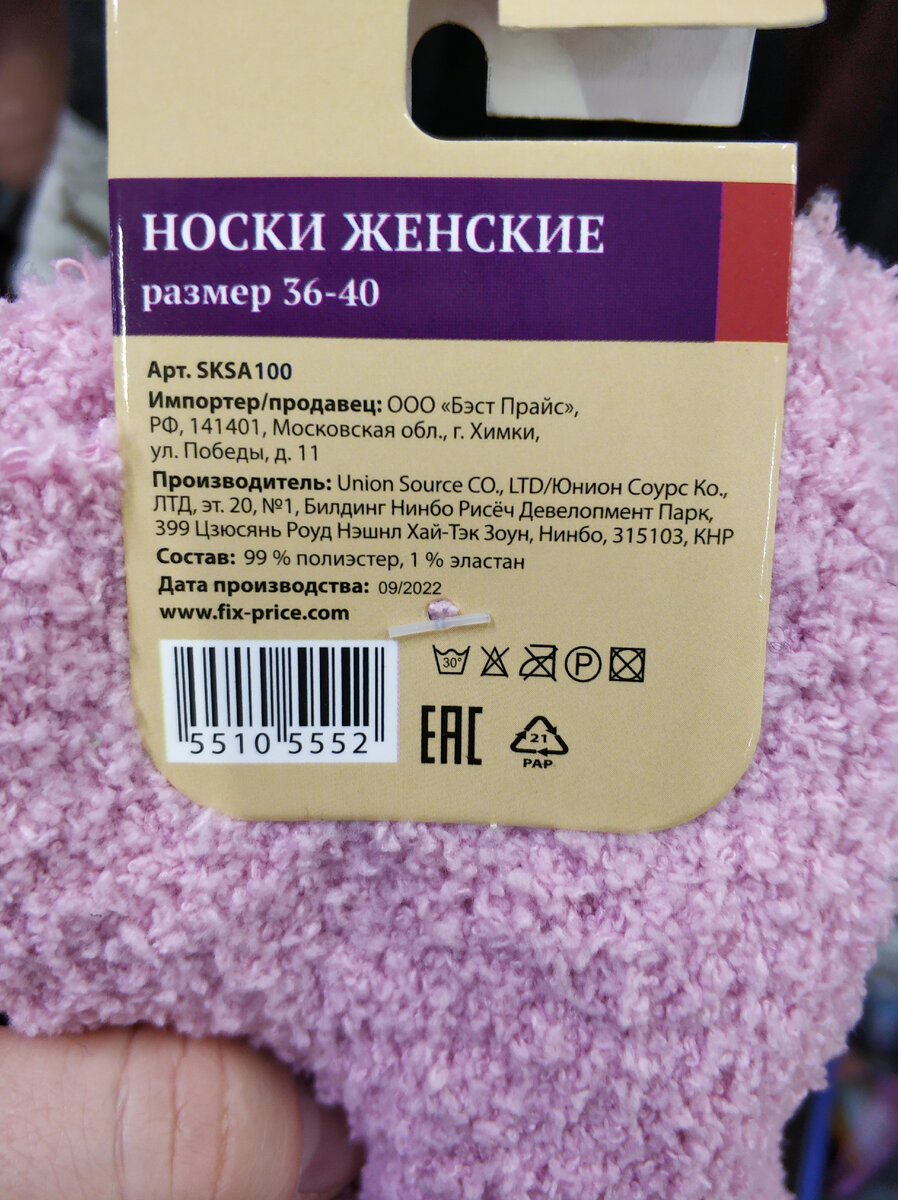 НОСКИ ЖЕНСКИЕ
размер 36-40
Арт. SKSA100
Импортер/продавец: ООО «Бэст Прайс»,
РФ, 141401, Московская обл., г. Химки,
ул. Победы, д. 11
Производитель: Union Source CO., LTD/Юнион Соурс Ко.,
ЛТД, эт. 20, №1, Билдинг Нинбо Рисёч Девелопмент Парк,
399 Цзюсянь Роуд Нэшнл Хай-Тэк Зоун, Нинбо, 315103, КНР
Состав: 99 % полиэстер, 1 % эластан
Дата производства: 09/2022
www.fix-price.com
30° P
5510 5552
EAC
21
PAP